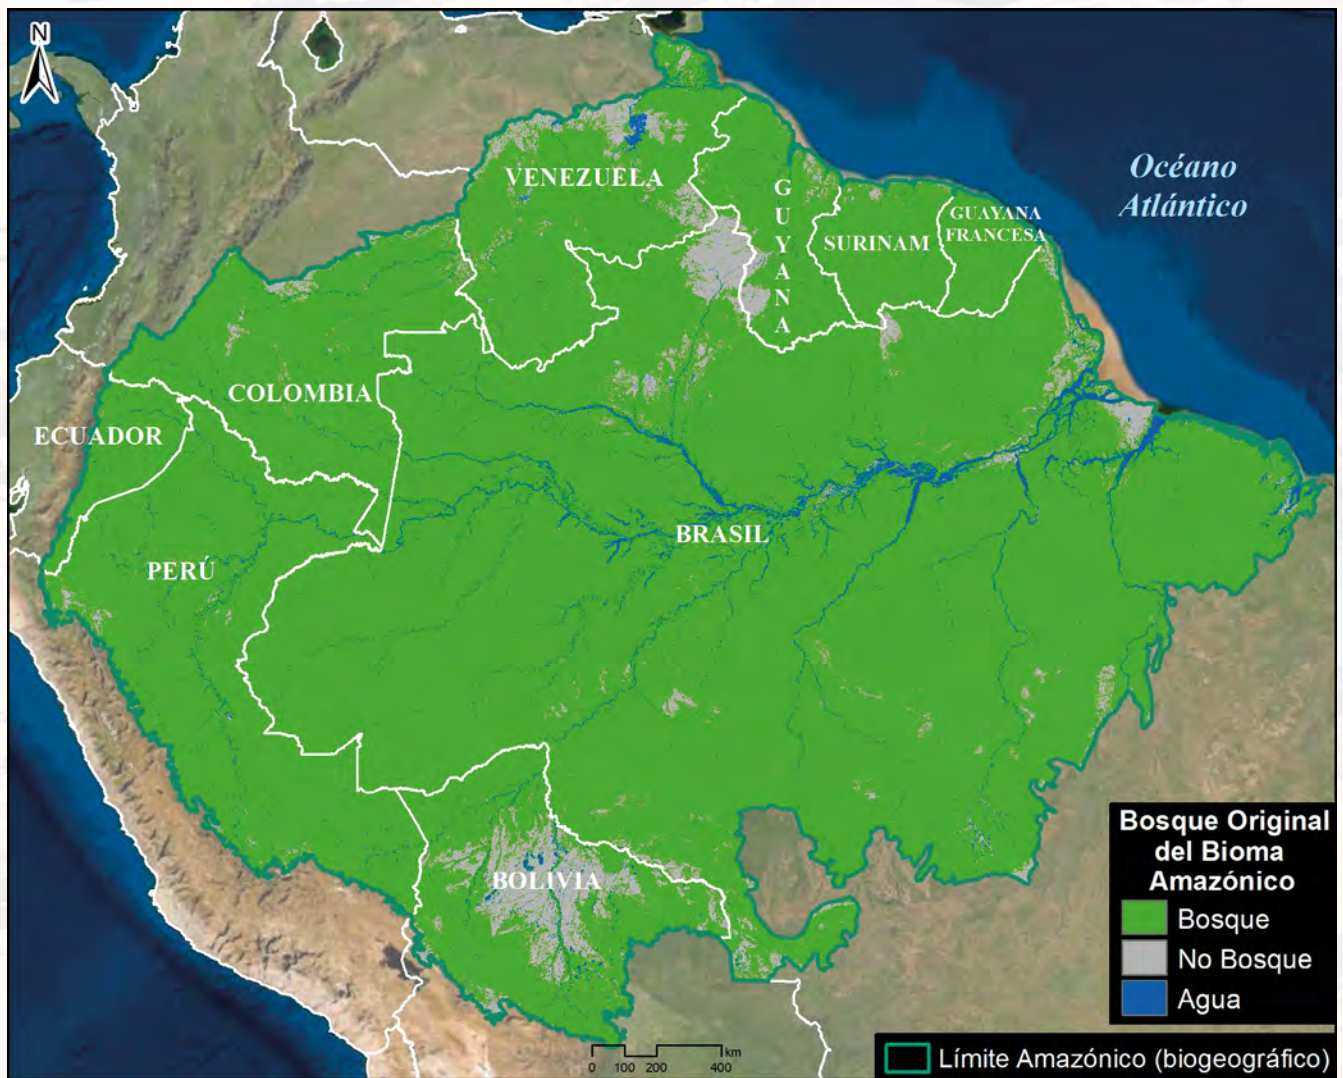 N
VENEZUELA
GUYANA
SURINAM
GUAYANA
FRANCESA
Océano
Atlántico
COLOMBIA
ECUADOR
PERÚ
BRASIL
BOLIVIA
Bosque Original
del Bioma
Amazónico
Bosque
No Bosque
Agua
km
0 100 200 400
Límite Amazónico (biogeográfico)